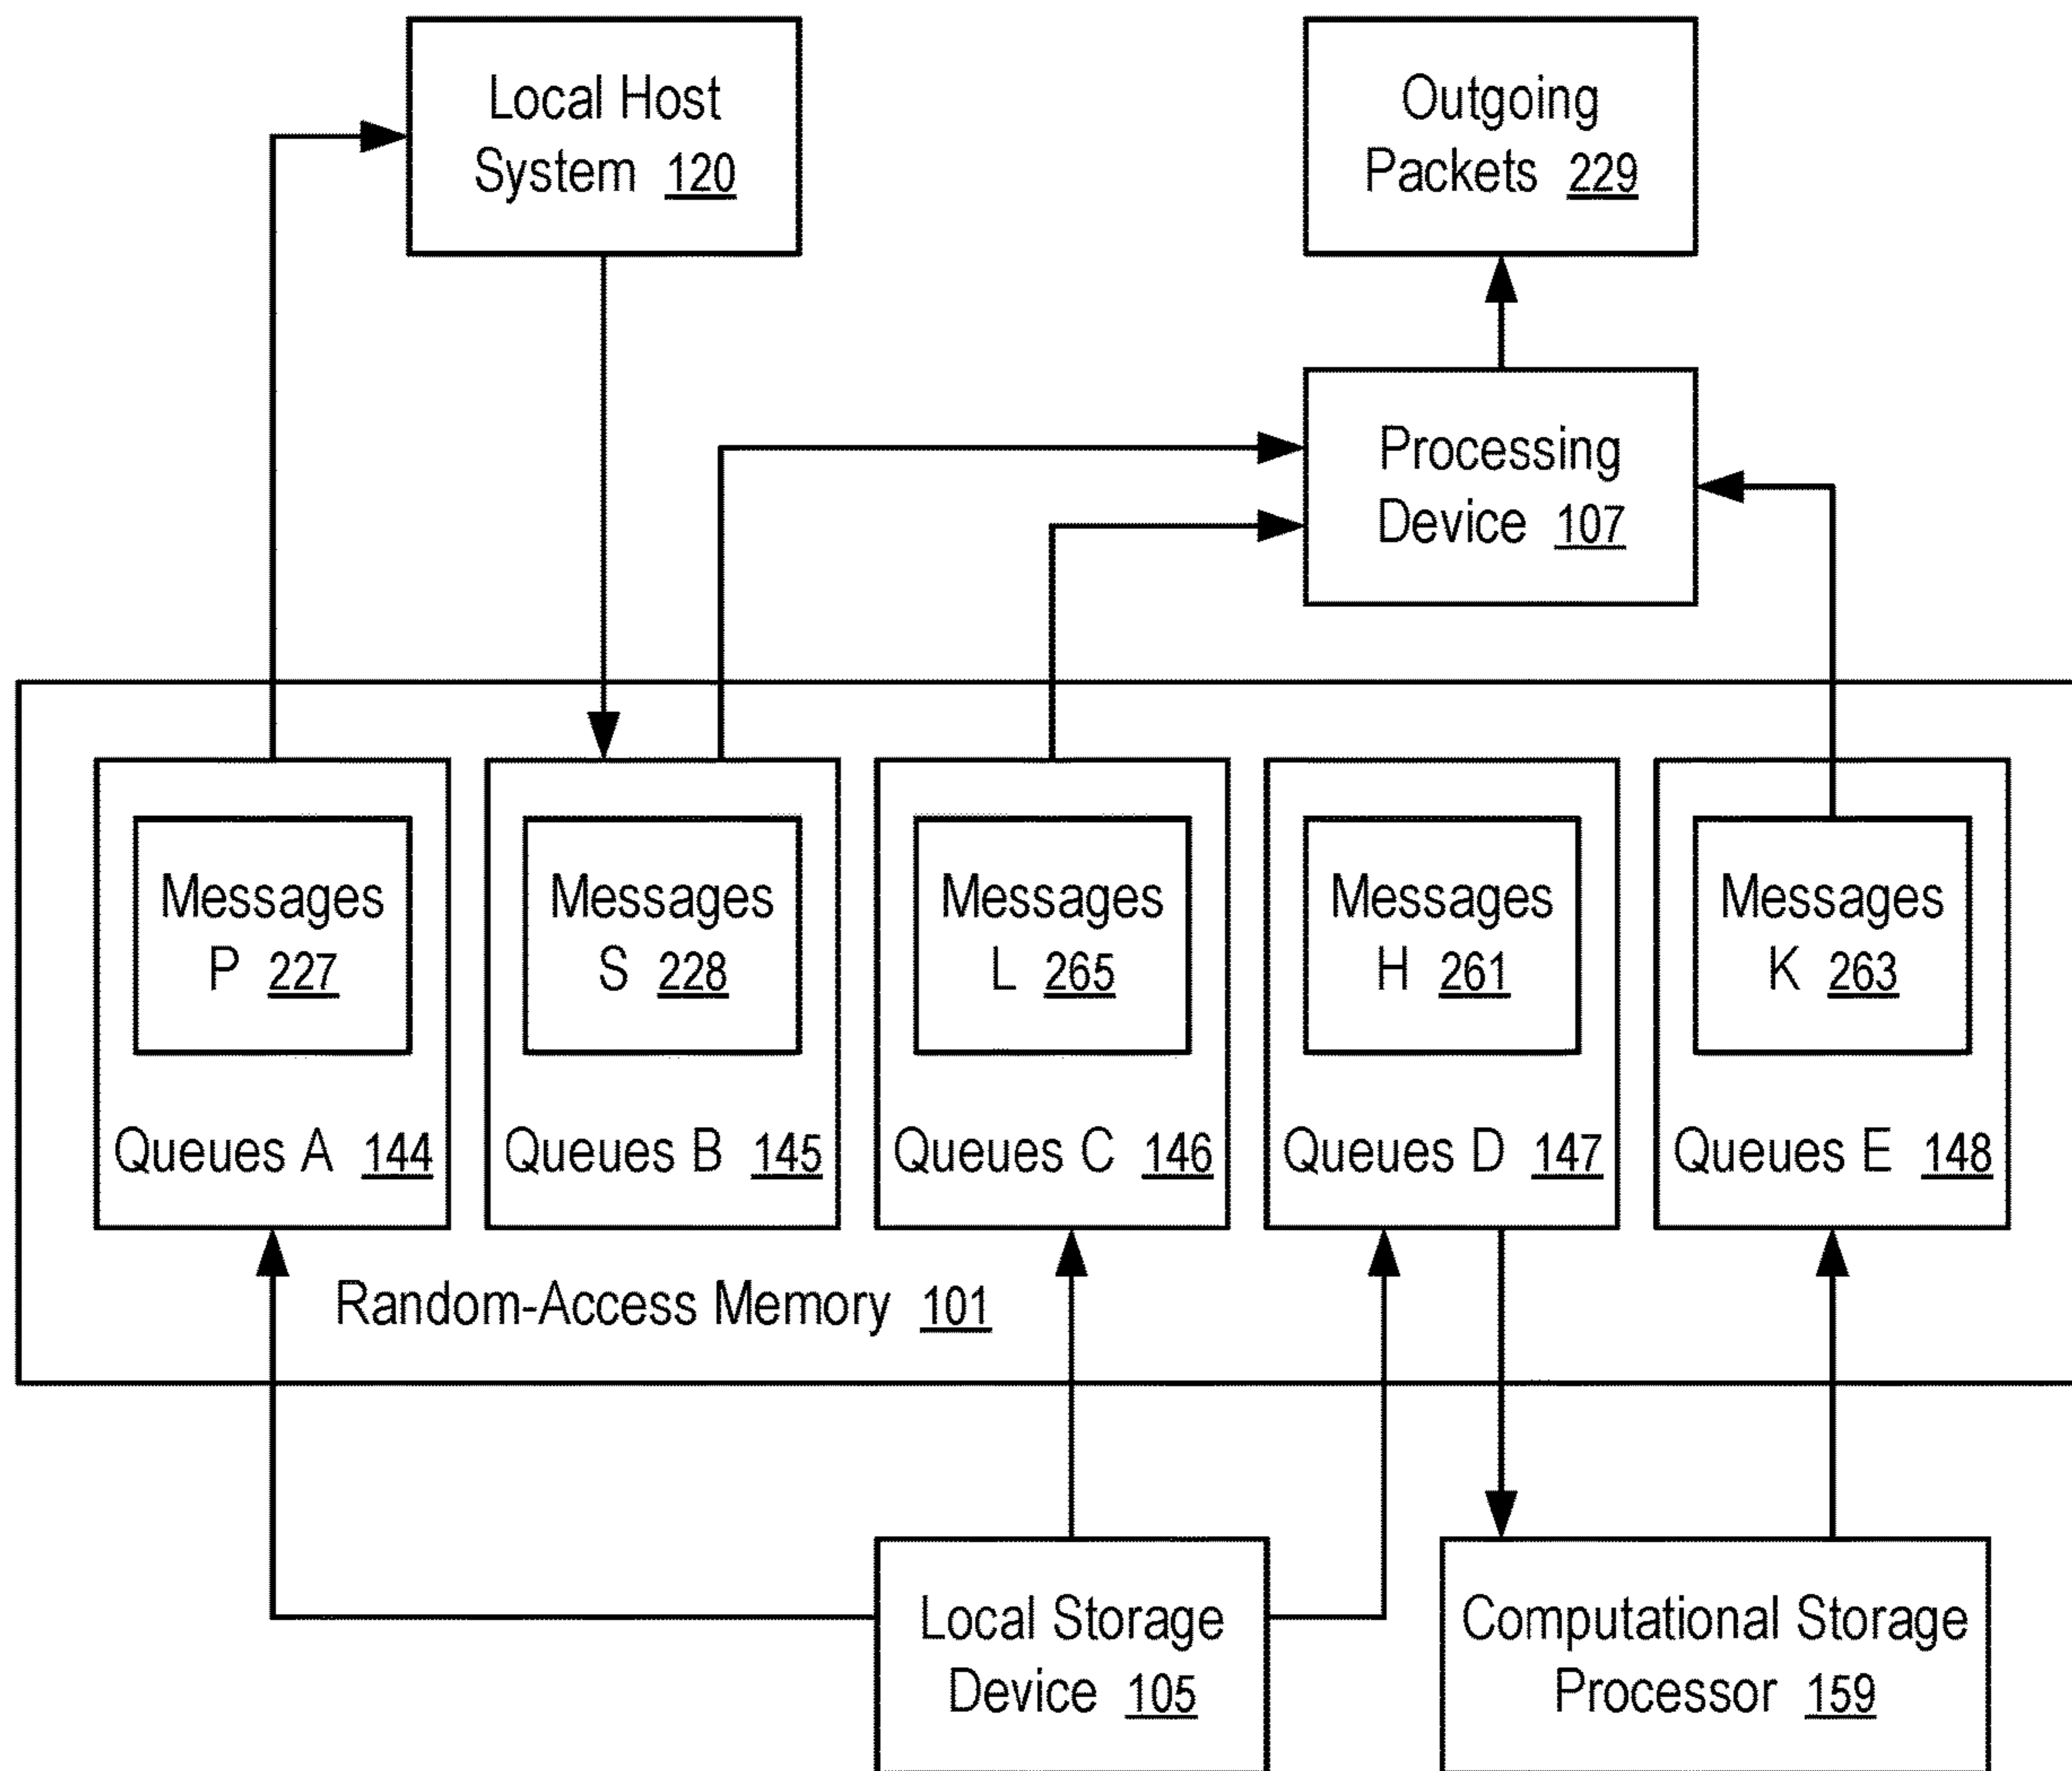 Local Host
System 120
Outgoing
Packets 229
Processing
Device 107
Messages
P 227
Messages
S 228
Messages
L 265
Messages
H 261
Messages
K 263
Queues A 144
Queues B 145
Queues C 146
Queues D 147
Queues E 148
Random-Access Memory 101
Local Storage
Device 105
Computational Storage
Processor 159